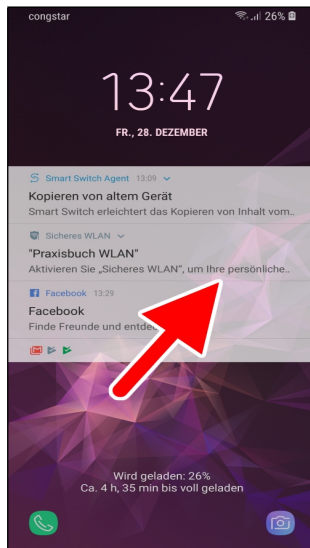 congstar 26%
13:47
FR., 28. DEZEMBER
Smart Switch Agent 13:09
Kopieren von altem Gerät
Smart Switch erleichtert das Kopieren von Inhalt vom..
Sicheres WLAN
"Praxisbuch WLAN"
Aktivieren Sie „Sicheres WLAN", um Ihre persönliche..
Facebook 13:29
Facebook
Finde Freunde und
Wird geladen: 26%
Ca. 4 h, 35 min bis voll geladen